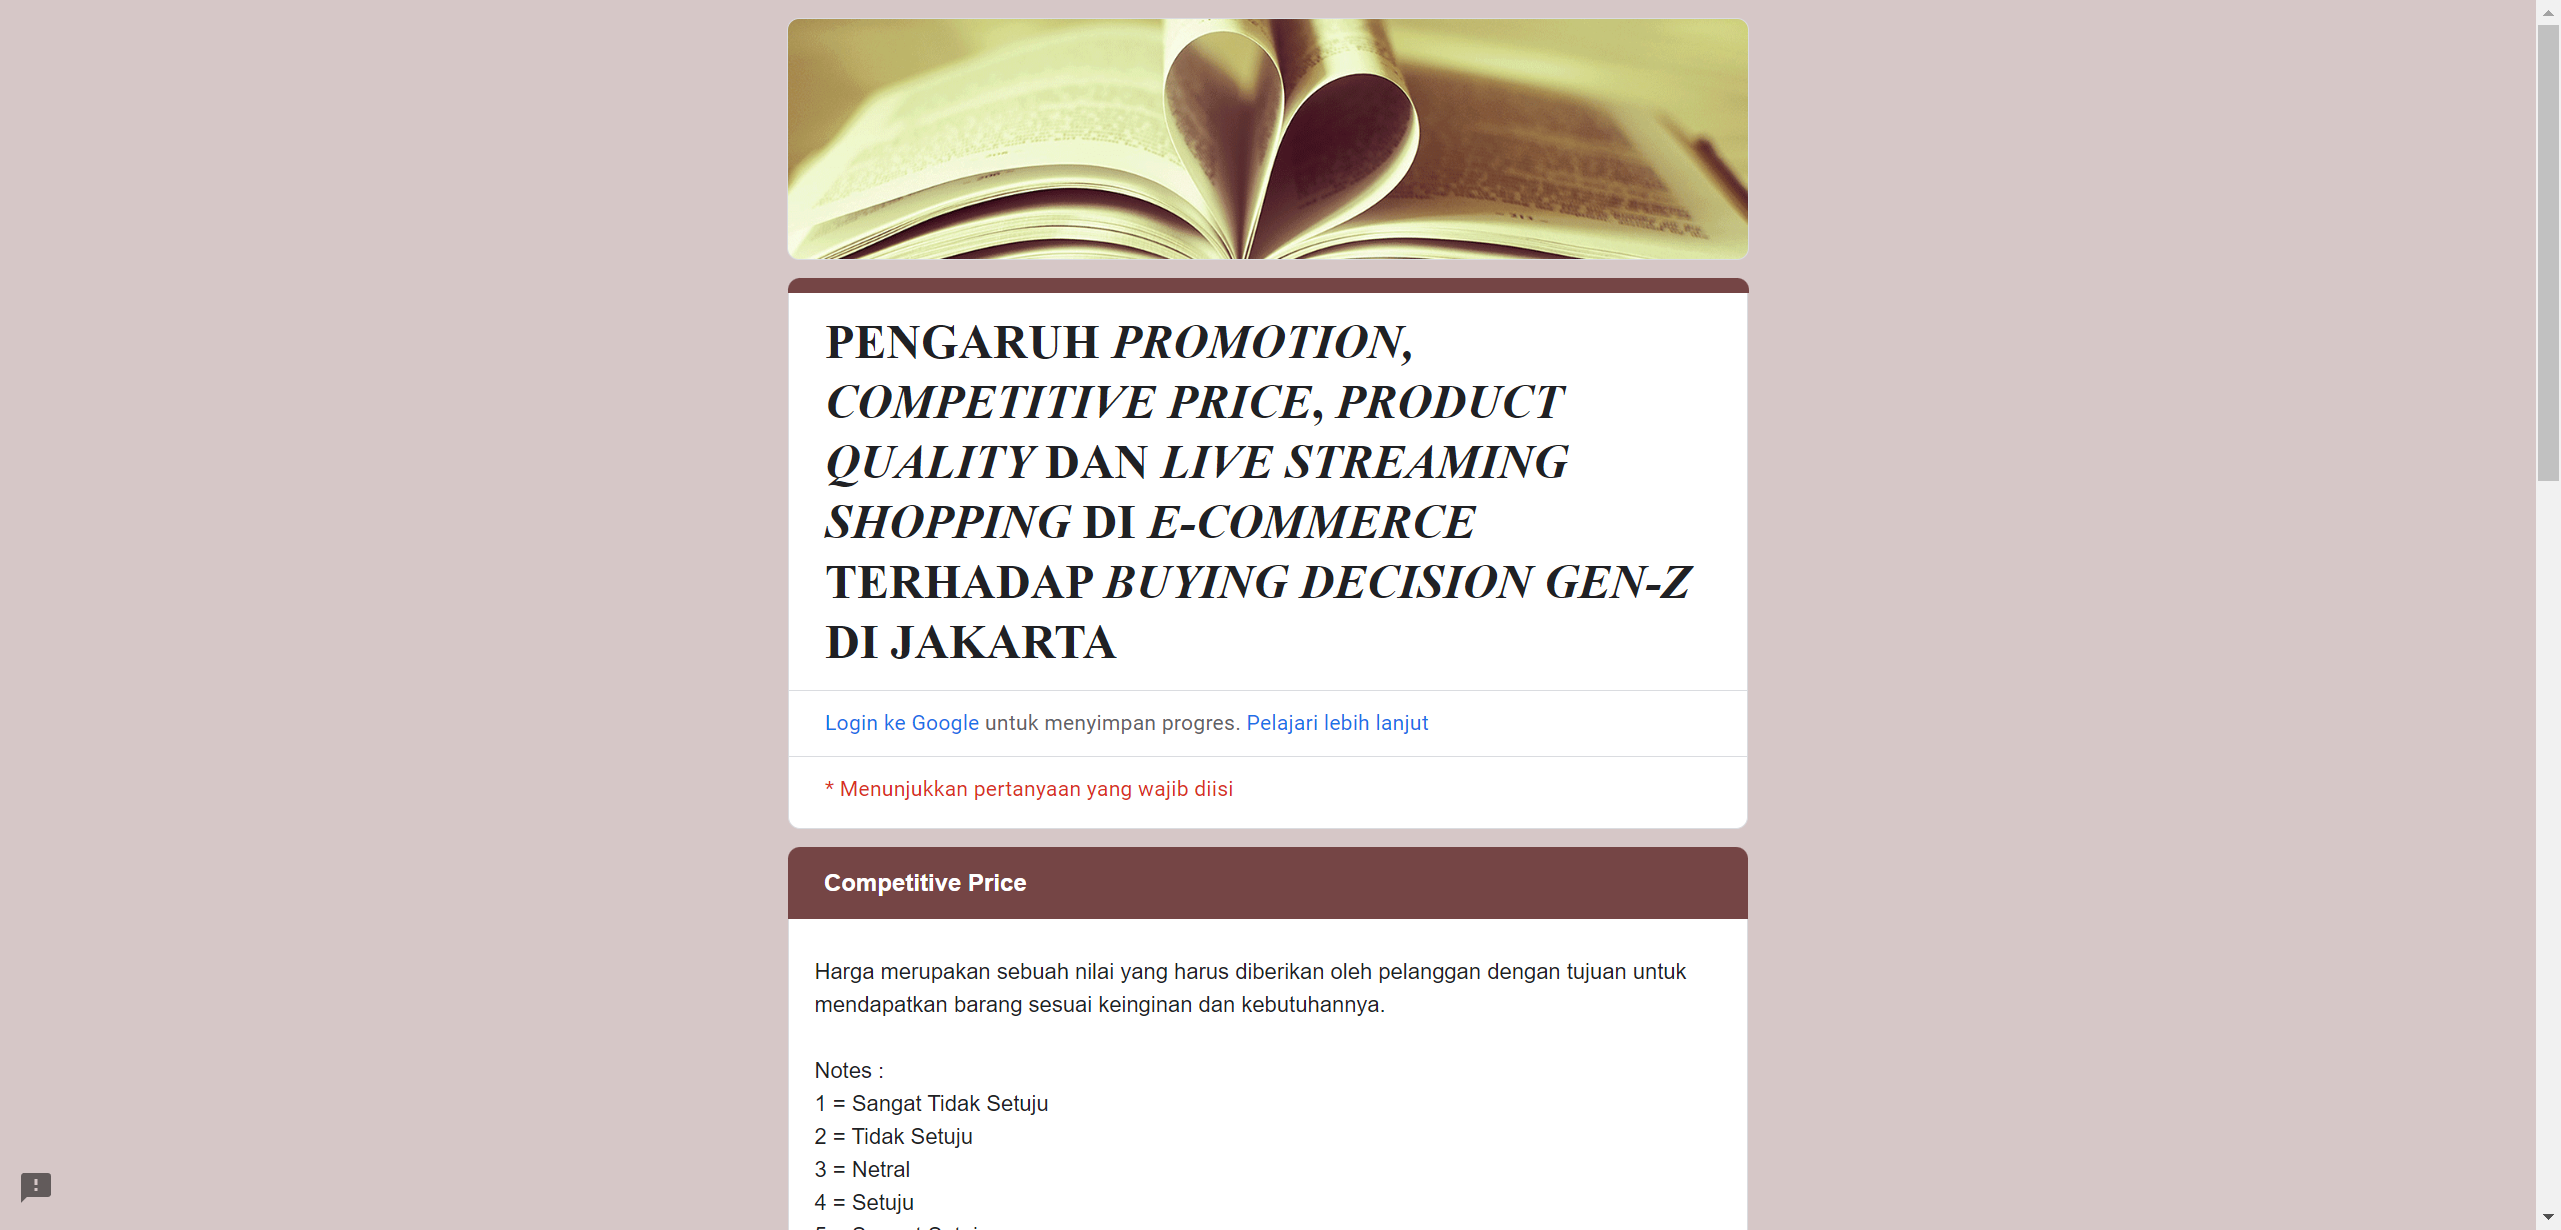 PENGARUH PROMOTION,
COMPETITIVE PRICE, PRODUCT
QUALITY DAN LIVE STREAMING
SHOPPING DI E-COMMERCE
TERHADAP BUYING DECISION GEN-Z
DI JAKARTA
Login ke Google untuk menyimpan progres. Pelajari lebih lanjut
* Menunjukkan pertanyaan yang wajib diisi
Competitive Price
Harga merupakan sebuah nilai yang harus diberikan oleh pelanggan dengan tujuan untuk
mendapatkan barang sesuai keinginan dan kebutuhannya.
Notes :
1 = Sangat Tidak Setuju
2 = Tidak Setuju
3 = Netral
4 = Setuju